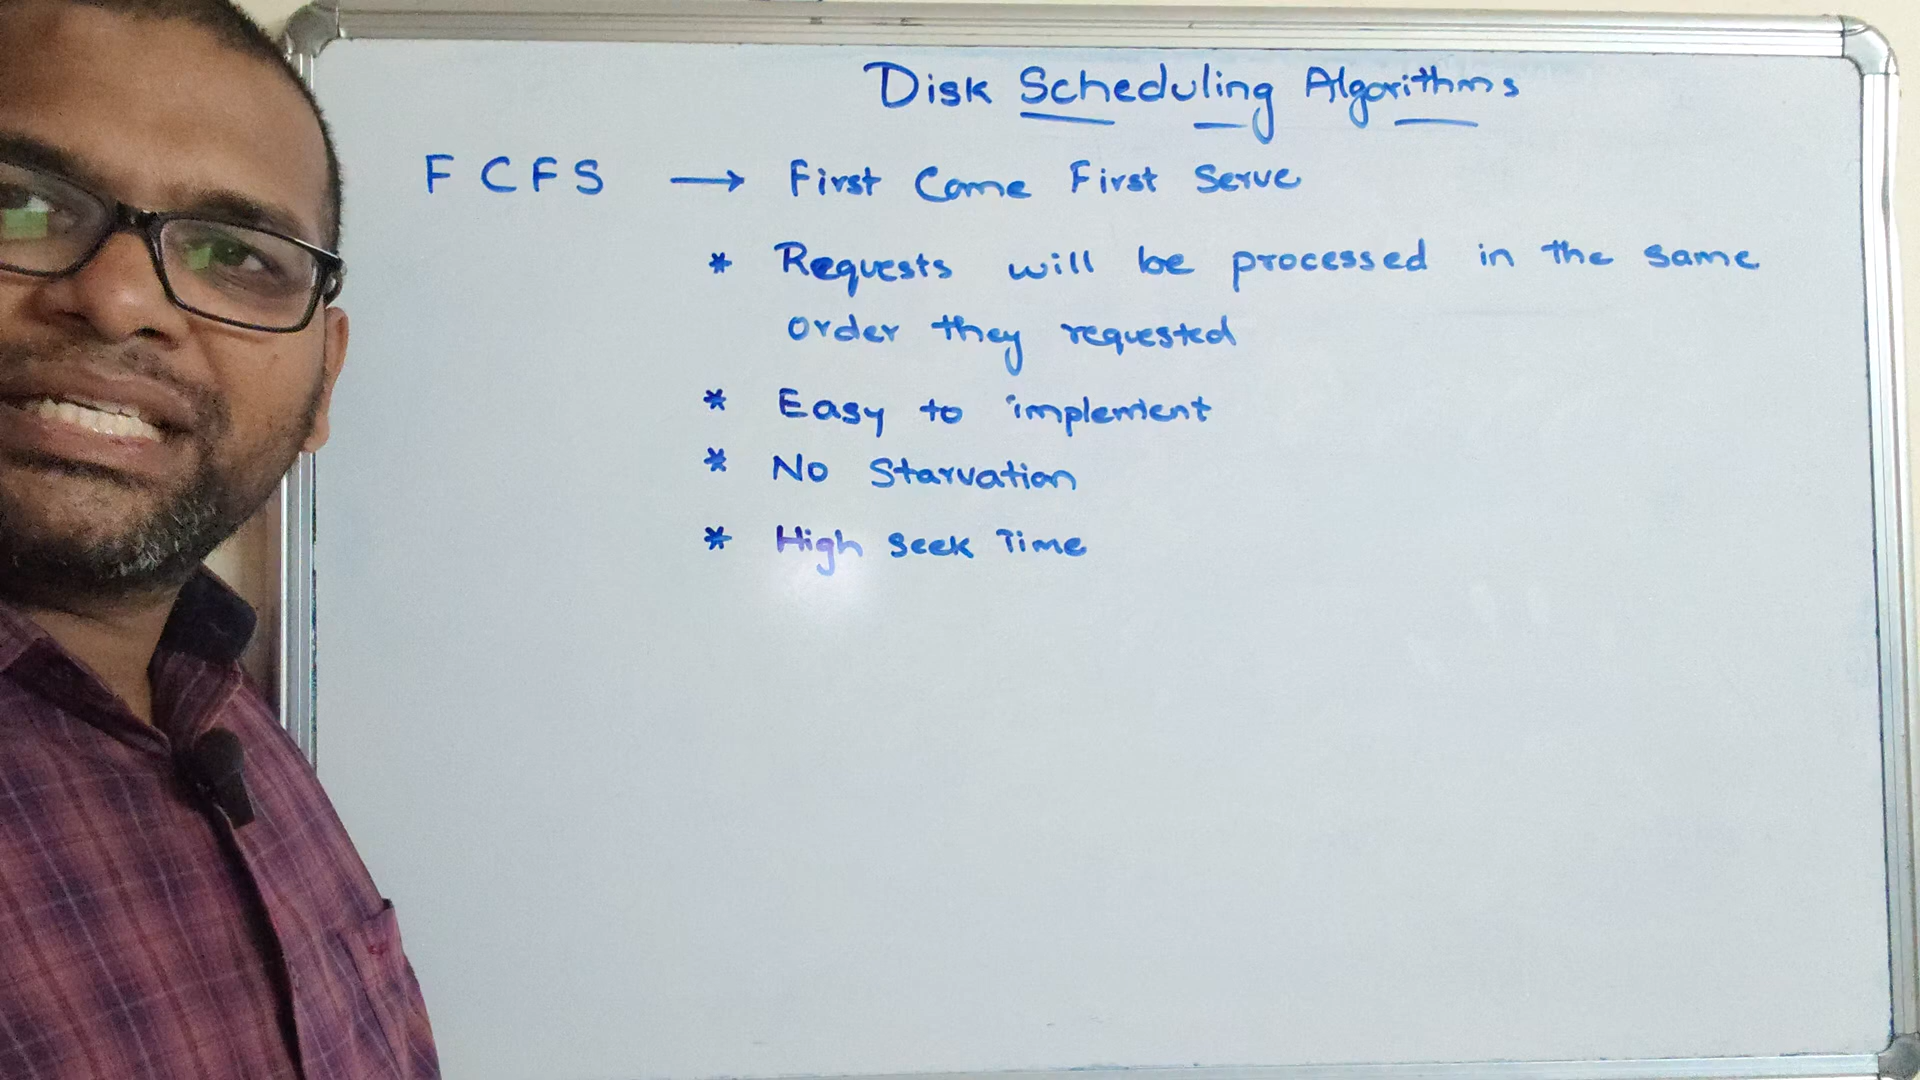 Disk Scheduling Algorithms
F C F S → First Come First Serve
* Requests will be processed in the same
order they requested
* Easy to implement
* No Starvation
* High Seek Time